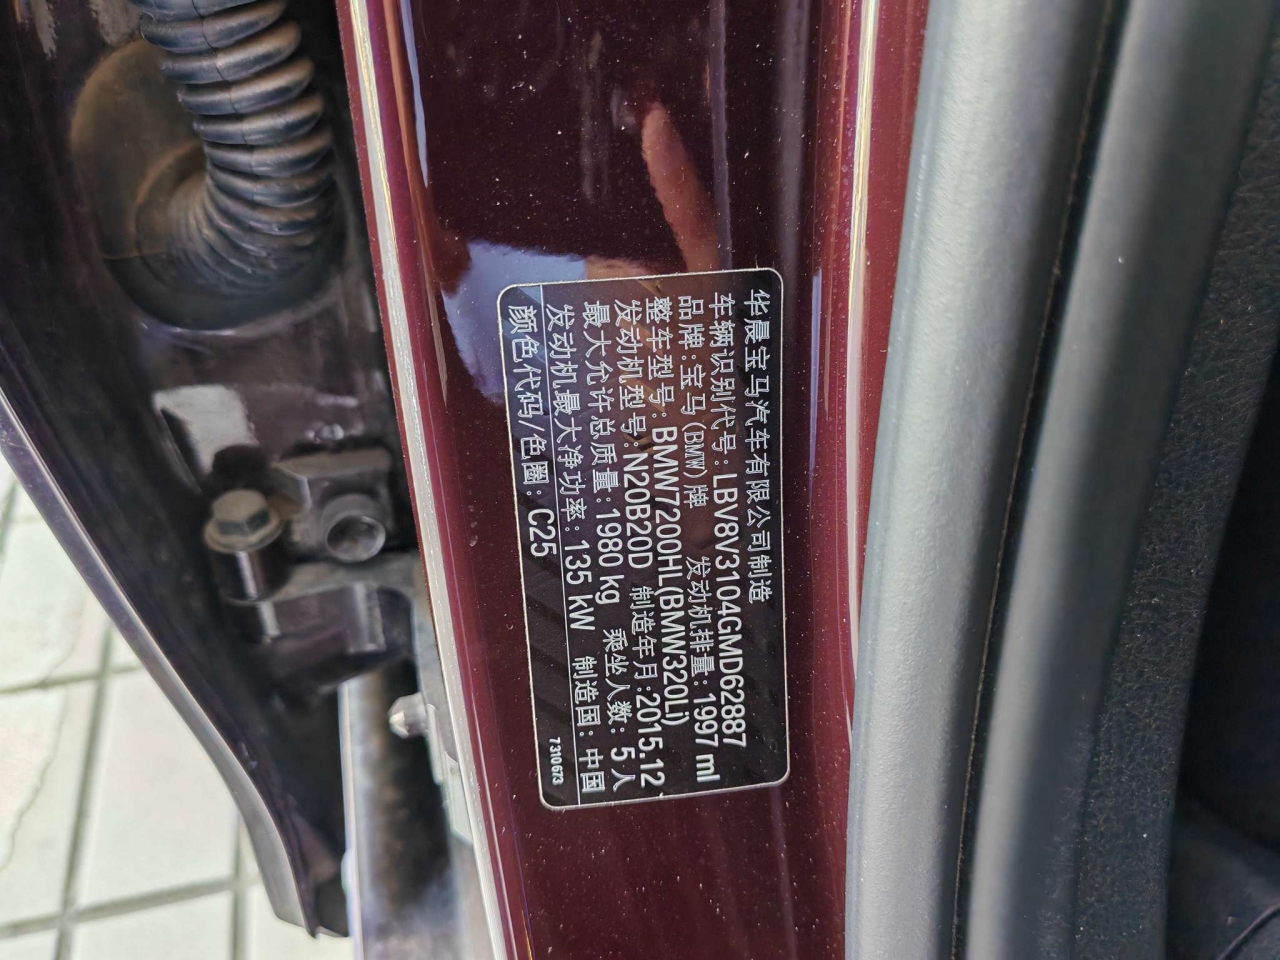 华晨宝马汽车有限公司制造
车辆识别代号: LBV8V3104GMD62887
品牌: 宝马(BMW)牌 发动机排量: 1997 ml
整车型号: BMW7200HL(BMW320Li)
发动机型号: N20B20D 制造年月: 2015.12
最大允许总质量: 1980 kg 乘坐人数: 5 人
发动机最大净功率: 135 kW 制造国: 中国
颜色代码/色圈: C25 7310673